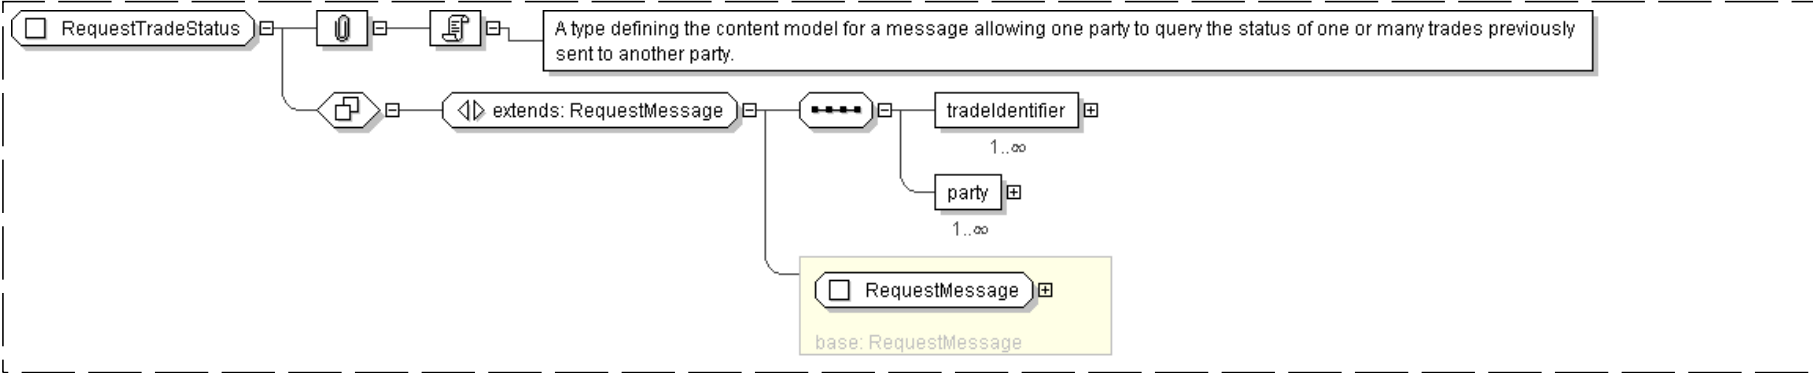 RequestTradeStatus
A type defining the content model for a message allowing one party to query the status of one or many trades previously
sent to another party.
extends: RequestMessage
tradeIdentifier
1..∞
party
1..∞
RequestMessage
base: RequestMessage